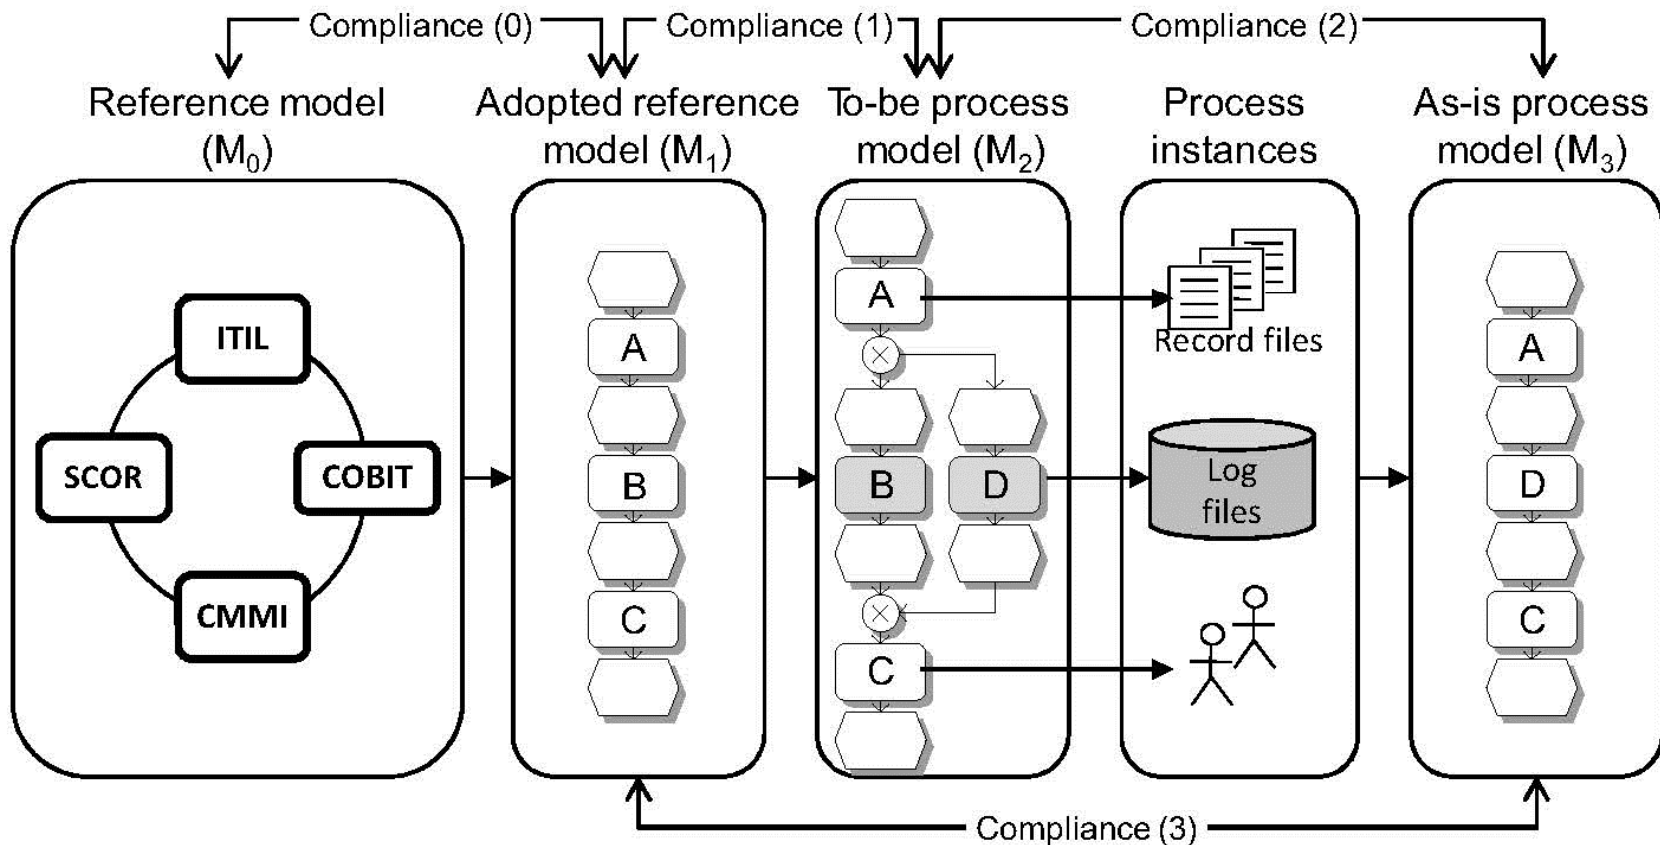 Compliance (0)
Compliance (1)
Compliance (2)
Reference model
(M0)
Adopted reference
model (M1)
To-be process
model (M2)
Process
instances
As-is process
model (M3)
ITIL
SCOR
COBIT
CMMI
A
B
C
A
B
D
C
Record files
Log
files
A
D
C
Compliance (3)